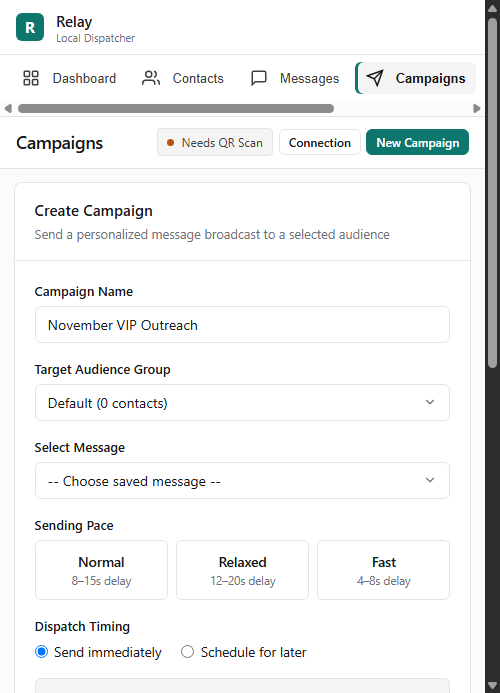 R
Relay
Local Dispatcher
Dashboard Contacts Messages Campaigns
Campaigns
Needs QR Scan
Connection
New Campaign
Create Campaign
Send a personalized message broadcast to a selected audience
Campaign Name
November VIP Outreach
Target Audience Group
Default (0 contacts)
Select Message
-- Choose saved message --
Sending Pace
Normal Relaxed Fast
8–15s delay 12–20s delay 4–8s delay
Dispatch Timing
Send immediately Schedule for later